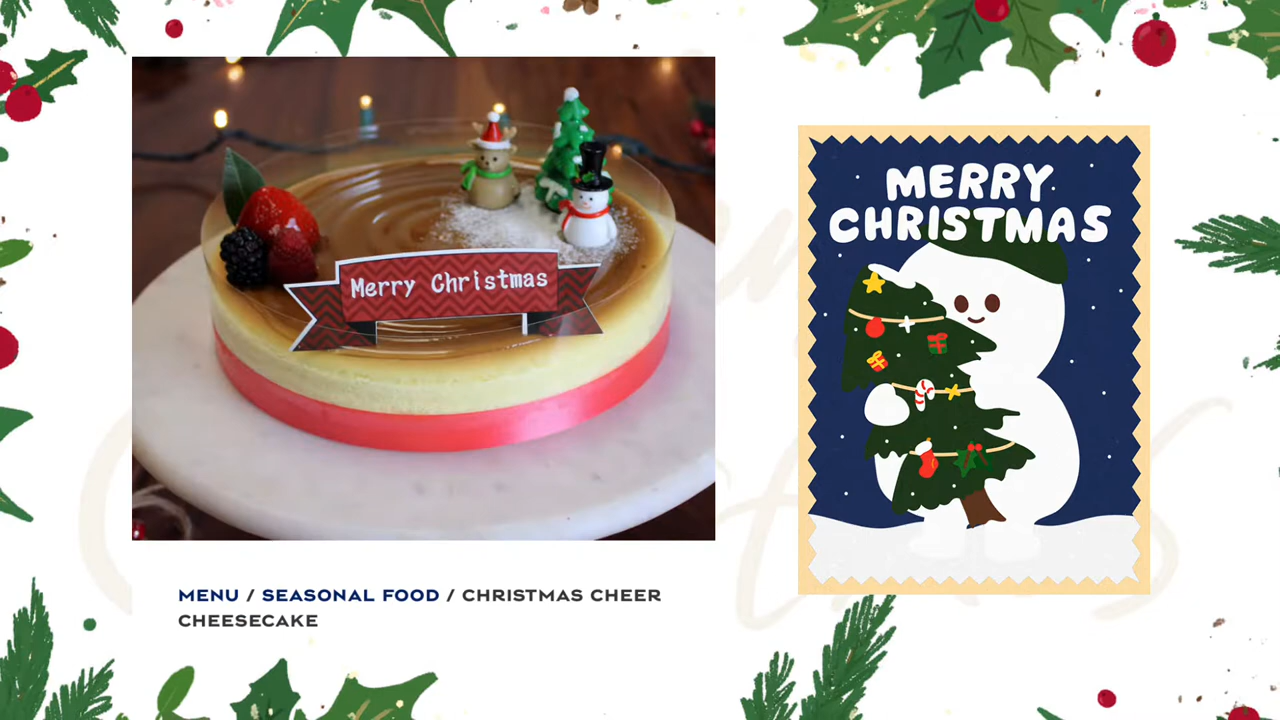 Merry Christmas
MENU / SEASONAL FOOD / CHRISTMAS CHEER
CHEESECAKE
MERRY
CHRISTMAS